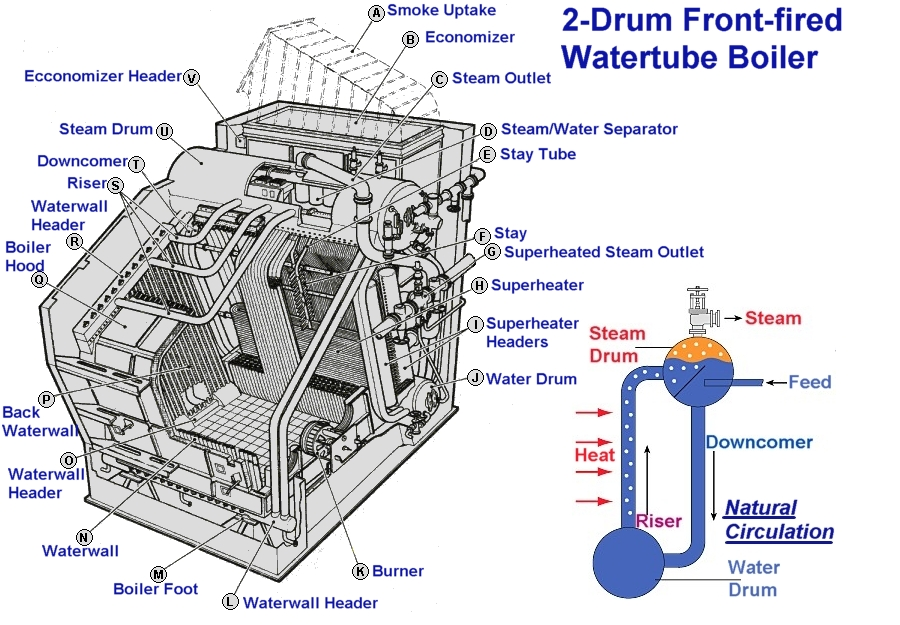 2-Drum Front-fired
Watertube Boiler
A Smoke Uptake
B Economizer
Ecconomizer Header V
C Steam Outlet
Steam Drum U
D Steam/Water Separator
E Stay Tube
Downcomer T
Riser S
Waterwall
Header
R
F Stay
Boiler
Hood
Q
G Superheated Steam Outlet
H Superheater
I Superheater
Headers
J Water Drum
P
Back
Waterwall
O
Waterwall
Header
N
Waterwall
M
Boiler Foot
L Waterwall Header
K Burner
Steam
Steam
Drum
Feed
Downcomer
Heat
Riser
Natural
Circulation
Water
Drum